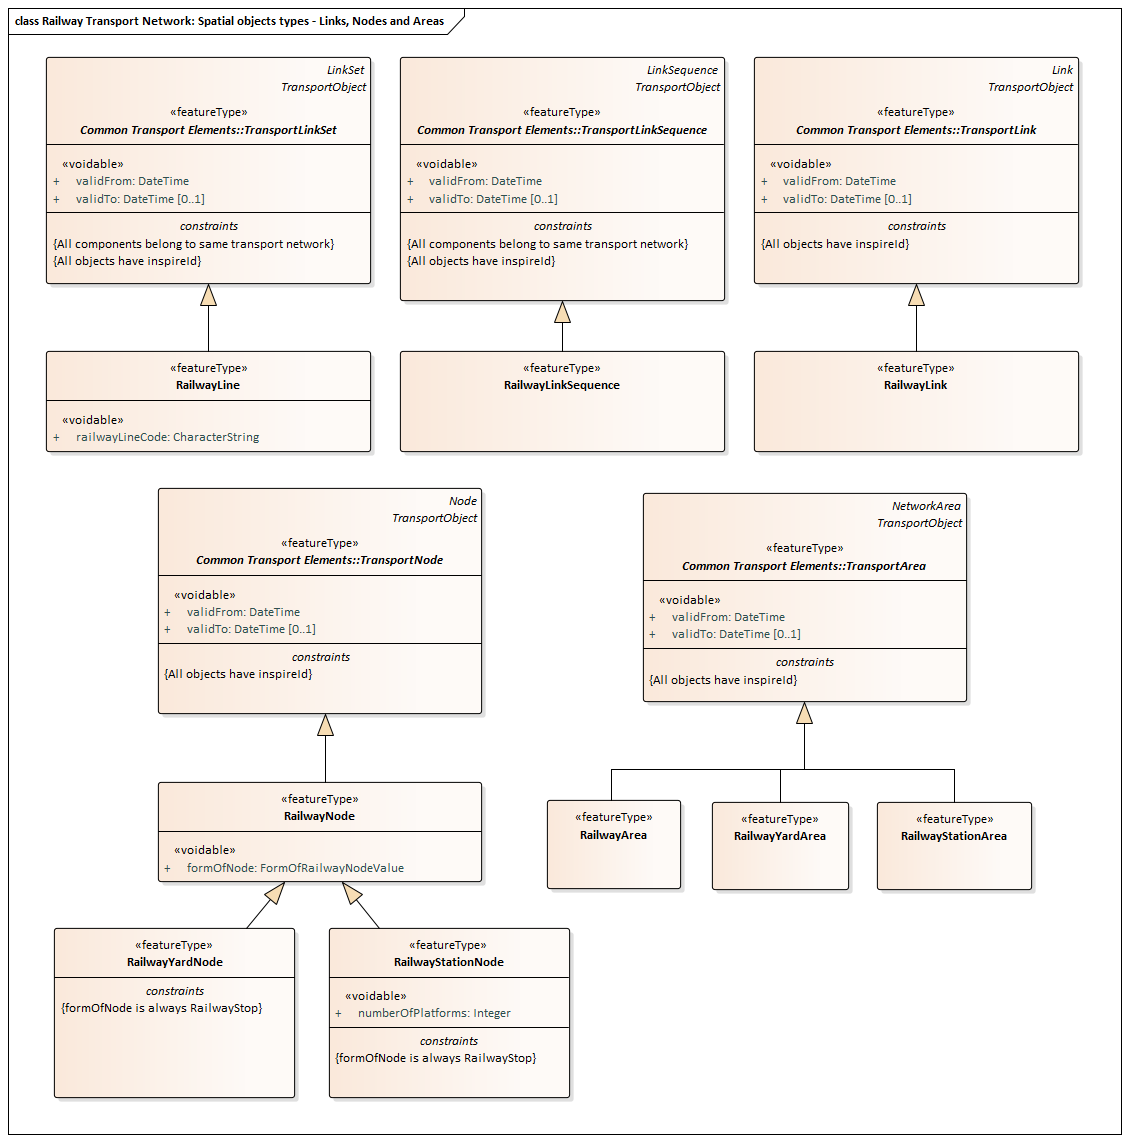 class Railway Transport Network: Spatial objects types - Links, Nodes and Areas
LinkSet
TransportObject
«featureType»
Common Transport Elements::TransportLinkSet
«voidable»
+ validFrom: DateTime
+ validTo: DateTime [0..1]
constraints
{All components belong to same transport network}
{All objects have inspireId}
LinkSequence
TransportObject
«featureType»
Common Transport Elements::TransportLinkSequence
«voidable»
+ validFrom: DateTime
+ validTo: DateTime [0..1]
constraints
{All components belong to same transport network}
{All objects have inspireId}
Link
TransportObject
«featureType»
Common Transport Elements::TransportLink
«voidable»
+ validFrom: DateTime
+ validTo: DateTime [0..1]
constraints
{All objects have inspireId}
«featureType»
RailwayLine
«voidable»
+ railwayLineCode: CharacterString
«featureType»
RailwayLinkSequence
«featureType»
RailwayLink
Node
TransportObject
«featureType»
Common Transport Elements::TransportNode
«voidable»
+ validFrom: DateTime
+ validTo: DateTime [0..1]
constraints
{All objects have inspireId}
NetworkArea
TransportObject
«featureType»
Common Transport Elements::TransportArea
«voidable»
+ validFrom: DateTime
+ validTo: DateTime [0..1]
constraints
{All objects have inspireId}
«featureType»
RailwayNode
«voidable»
+ formOfNode: FormOfRailwayNodeValue
«featureType»
RailwayArea
«featureType»
RailwayYardArea
«featureType»
RailwayStationArea
«featureType»
RailwayYardNode
constraints
{formOfNode is always RailwayStop}
«featureType»
RailwayStationNode
«voidable»
+ numberOfPlatforms: Integer
constraints
{formOfNode is always RailwayStop}